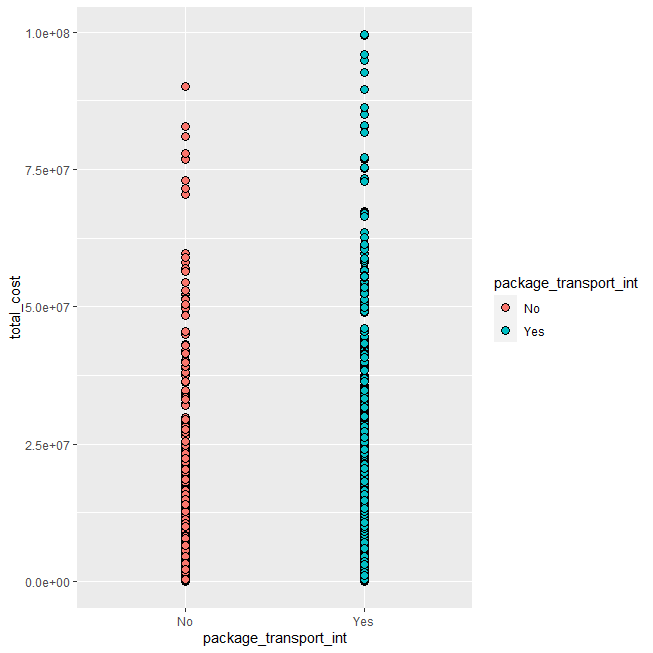 1.0e+08
7.5e+07
5.0e+07
2.5e+07
0.0e+00
total_cost
No
Yes
package_transport_int
package_transport_int
No
Yes